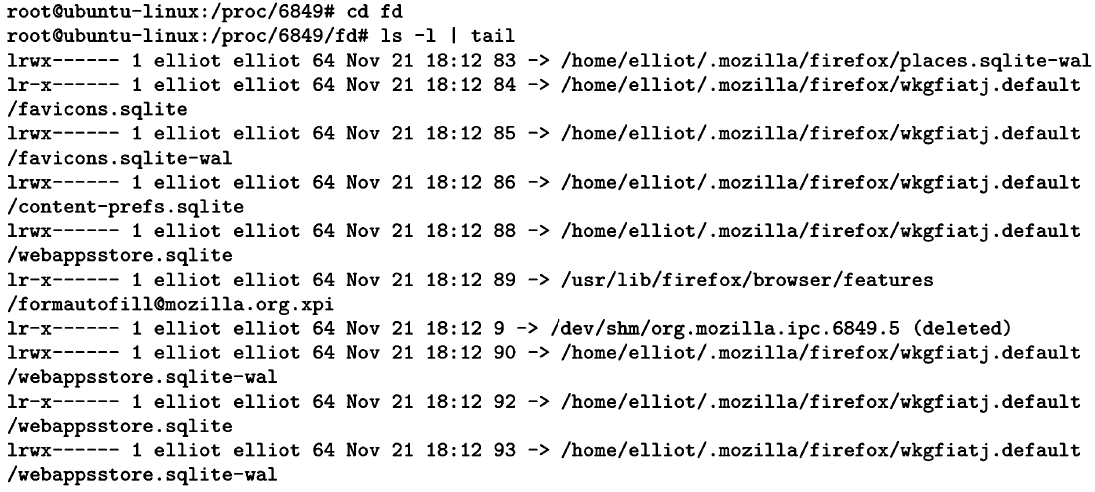 root@ubuntu-linux:/proc/6849# cd fd
root@ubuntu-linux:/proc/6849/fd# ls -l | tail
lrwx------ 1 elliot elliot 64 Nov 21 18:12 83 -> /home/elliot/.mozilla/firefox/places.sqlite-wal
lr-x------ 1 elliot elliot 64 Nov 21 18:12 84 -> /home/elliot/.mozilla/firefox/wkgfiatj.default
/favicons.sqlite
lrwx------ 1 elliot elliot 64 Nov 21 18:12 85 -> /home/elliot/.mozilla/firefox/wkgfiatj.default
/favicons.sqlite-wal
lrwx------ 1 elliot elliot 64 Nov 21 18:12 86 -> /home/elliot/.mozilla/firefox/wkgfiatj.default
/content-prefs.sqlite
lrwx------ 1 elliot elliot 64 Nov 21 18:12 88 -> /home/elliot/.mozilla/firefox/wkgfiatj.default
/webappsstore.sqlite
lr-x------ 1 elliot elliot 64 Nov 21 18:12 89 -> /usr/lib/firefox/browser/features
/formautofill@mozilla.org.xpi
lr-x------ 1 elliot elliot 64 Nov 21 18:12 9 -> /dev/shm/org.mozilla.ipc.6849.5 (deleted)
lrwx------ 1 elliot elliot 64 Nov 21 18:12 90 -> /home/elliot/.mozilla/firefox/wkgfiatj.default
/webappsstore.sqlite-wal
lr-x------ 1 elliot elliot 64 Nov 21 18:12 92 -> /home/elliot/.mozilla/firefox/wkgfiatj.default
/webappsstore.sqlite
lrwx------ 1 elliot elliot 64 Nov 21 18:12 93 -> /home/elliot/.mozilla/firefox/wkgfiatj.default
/webappsstore.sqlite-wal